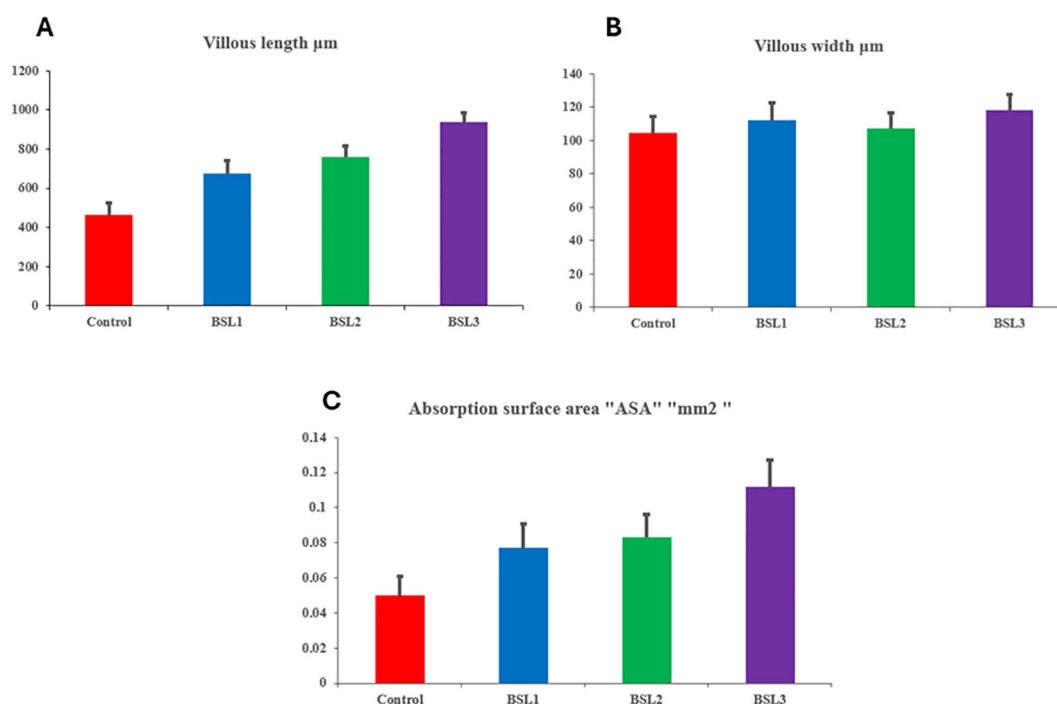 A
Villous length µm
1200
1000
800
600
400
200
0
Control BSL1 BSL2 BSL3
B
Villous width µm
140
120
100
80
60
40
20
0
Control BSL1 BSL2 BSL3
C
Absorption surface area "ASA" "mm2 "
0.14
0.12
0.1
0.08
0.06
0.04
0.02
0
Control BSL1 BSL2 BSL3